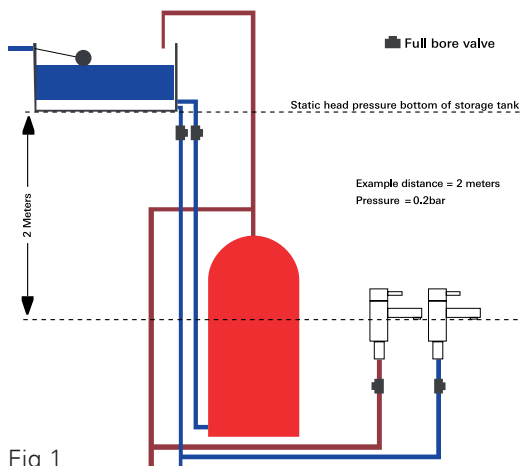 Full bore valve
Static head pressure bottom of storage tank
2 Meters
Example distance = 2 meters
Pressure = 0.2bar
Fig 1